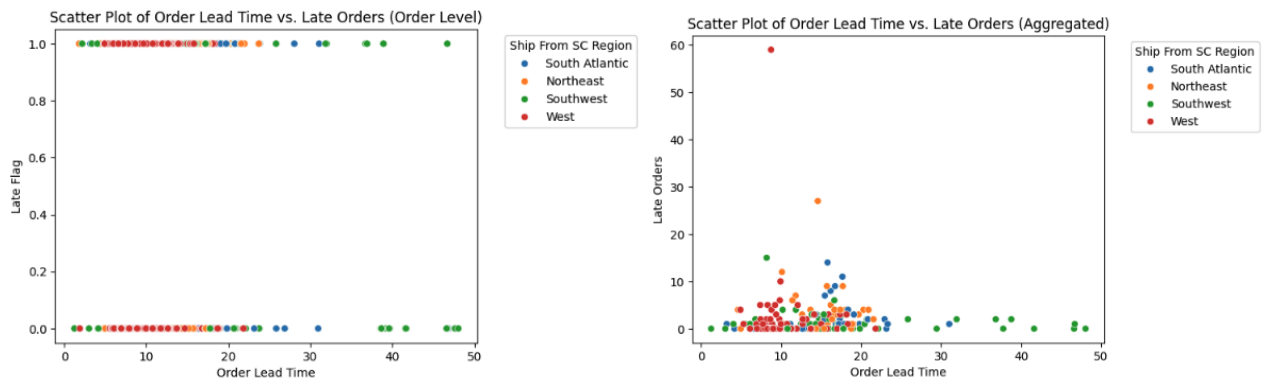 Scatter Plot of Order Lead Time vs. Late Orders (Order Level)
Late Flag
1.0
0.8
0.6
0.4
0.2
0.0
0 10 20 30 40 50
Order Lead Time
Ship From SC Region
South Atlantic
Northeast
Southwest
West
Scatter Plot of Order Lead Time vs. Late Orders (Aggregated)
Late Orders
60
50
40
30
20
10
0
0 10 20 30 40 50
Order Lead Time
Ship From SC Region
South Atlantic
Northeast
Southwest
West